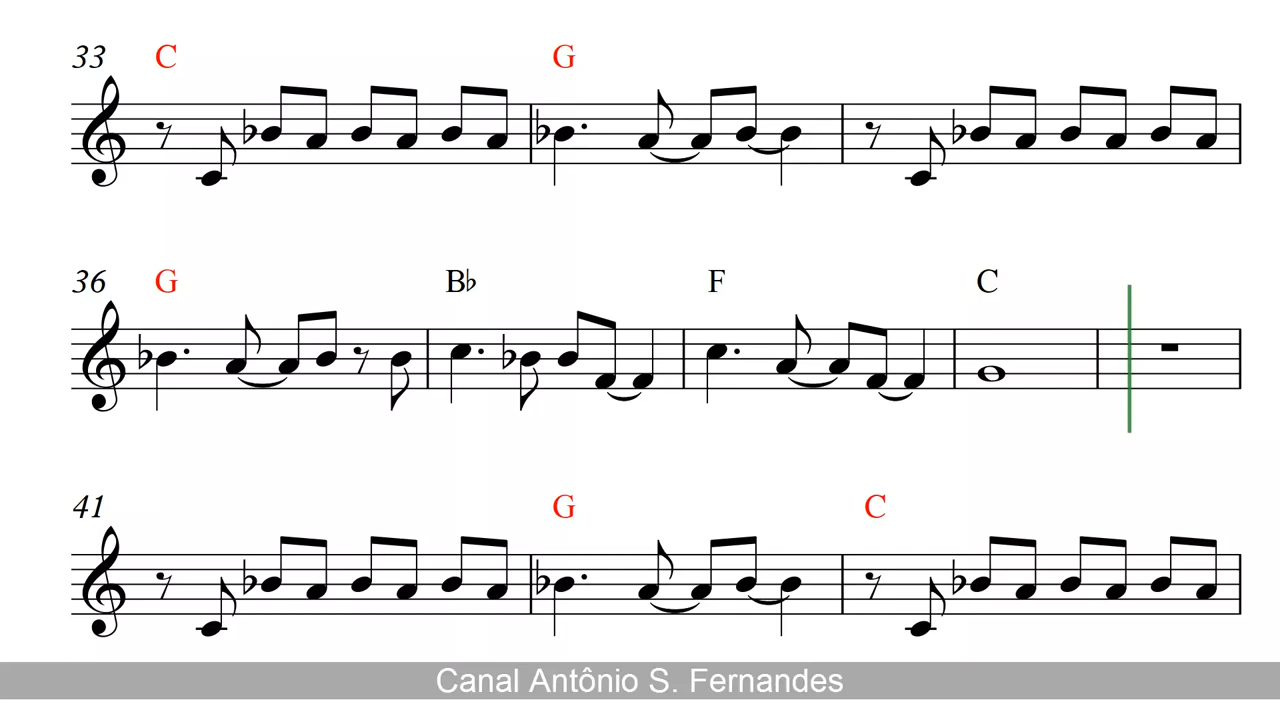 33 C G
36 G B♭ F C
41 G C
Canal Antônio S. Fernandes